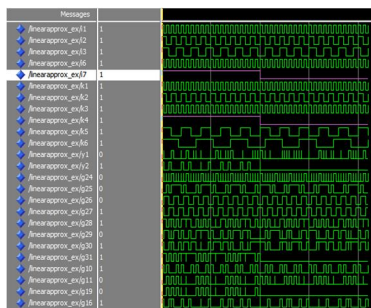 Messages
/linearapprox_ex/i1 1
/linearapprox_ex/i2 1
/linearapprox_ex/i3 1
/linearapprox_ex/i6 1
/linearapprox_ex/i7 1
/linearapprox_ex/k1 1
/linearapprox_ex/k2 1
/linearapprox_ex/k3 1
/linearapprox_ex/k4 1
/linearapprox_ex/k5 1
/linearapprox_ex/k6 1
/linearapprox_ex/y1 0
/linearapprox_ex/y2 1
/linearapprox_ex/g24 0
/linearapprox_ex/g25 0
/linearapprox_ex/g26 0
/linearapprox_ex/g27 1
/linearapprox_ex/g28 1
/linearapprox_ex/g29 0
/linearapprox_ex/g30 1
/linearapprox_ex/g31 1
/linearapprox_ex/g10 1
/linearapprox_ex/g11 0
/linearapprox_ex/g19 0
/linearapprox_ex/g16 1